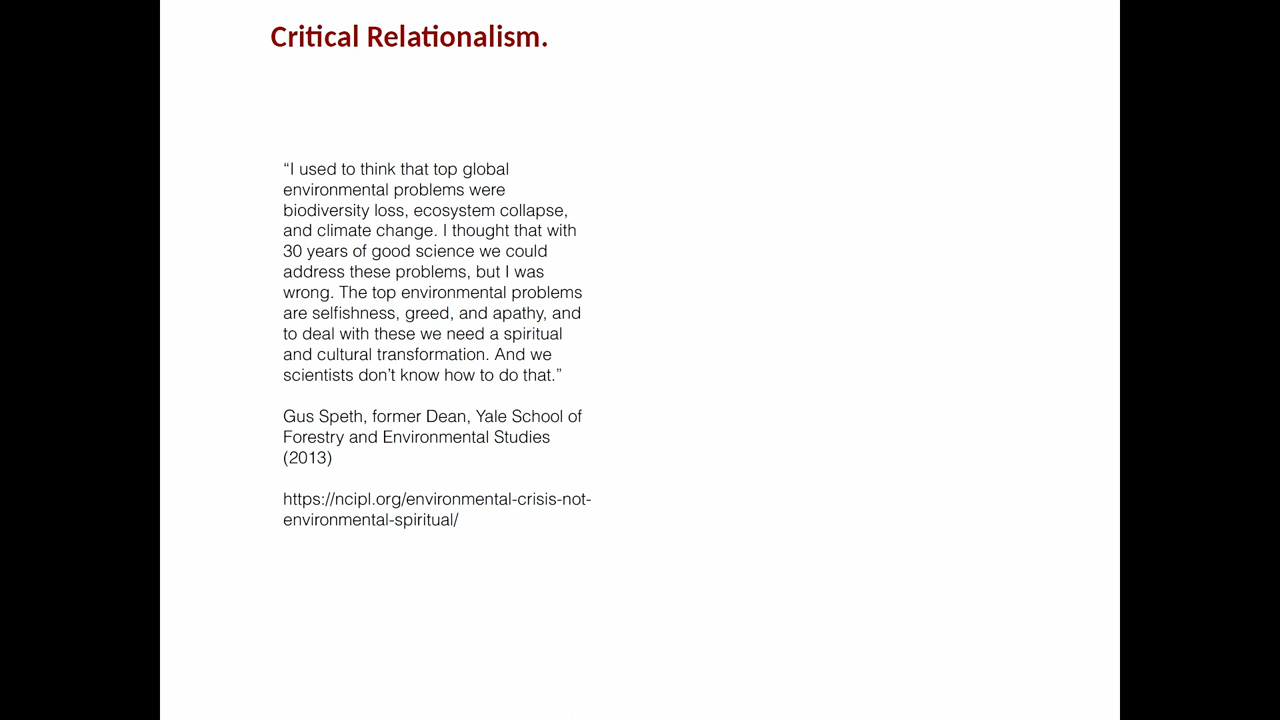 Critical Relationalism.
“I used to think that top global
environmental problems were
biodiversity loss, ecosystem collapse,
and climate change. I thought that with
30 years of good science we could
address these problems, but I was
wrong. The top environmental problems
are selfishness, greed, and apathy, and
to deal with these we need a spiritual
and cultural transformation. And we
scientists don’t know how to do that.”
Gus Speth, former Dean, Yale School of
Forestry and Environmental Studies
(2013)
https://ncipl.org/environmental-crisis-not-
environmental-spiritual/